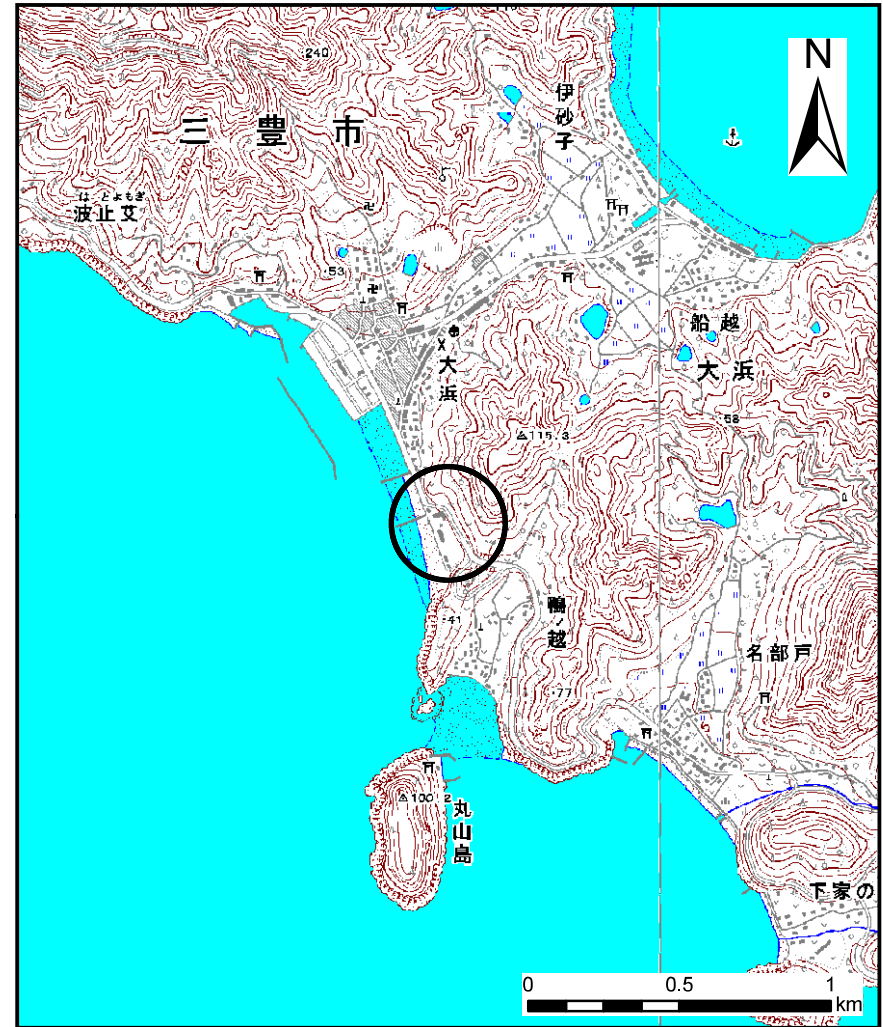 240
N
伊砂子
三豊市
はとよもぎ
波止艾
53
船越
大浜
大浜
115.3
58
41
鴨ノ越
名部戸
77
100.2
丸山島
下家の
0 0.5 1
km